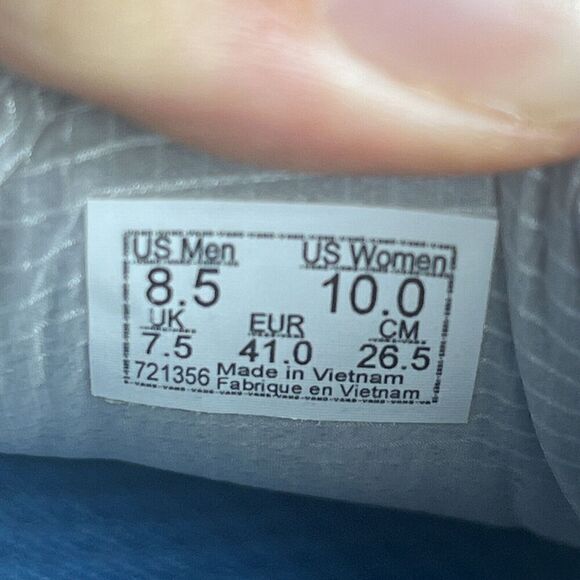 US Men US Women
8.5 10.0
UK EUR CM
7.5 41.0 26.5
721356 Made in Vietnam
Fabrique en Vietnam